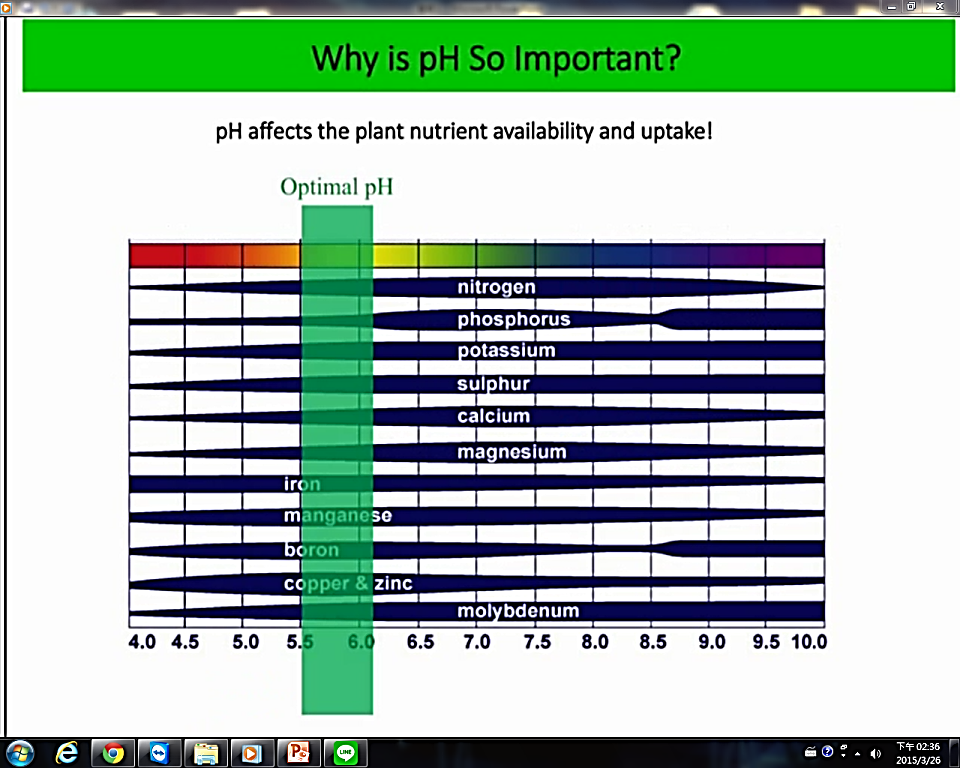 Why is pH So Important?
pH affects the plant nutrient availability and uptake!
Optimal pH
nitrogen
phosphorus
potassium
sulphur
calcium
magnesium
iron
manganese
boron
copper & zinc
molybdenum
4.0 4.5 5.0 5.5 6.0 6.5 7.0 7.5 8.0 8.5 9.0 9.5 10.0
下午 02:36
2015/3/26
LINE